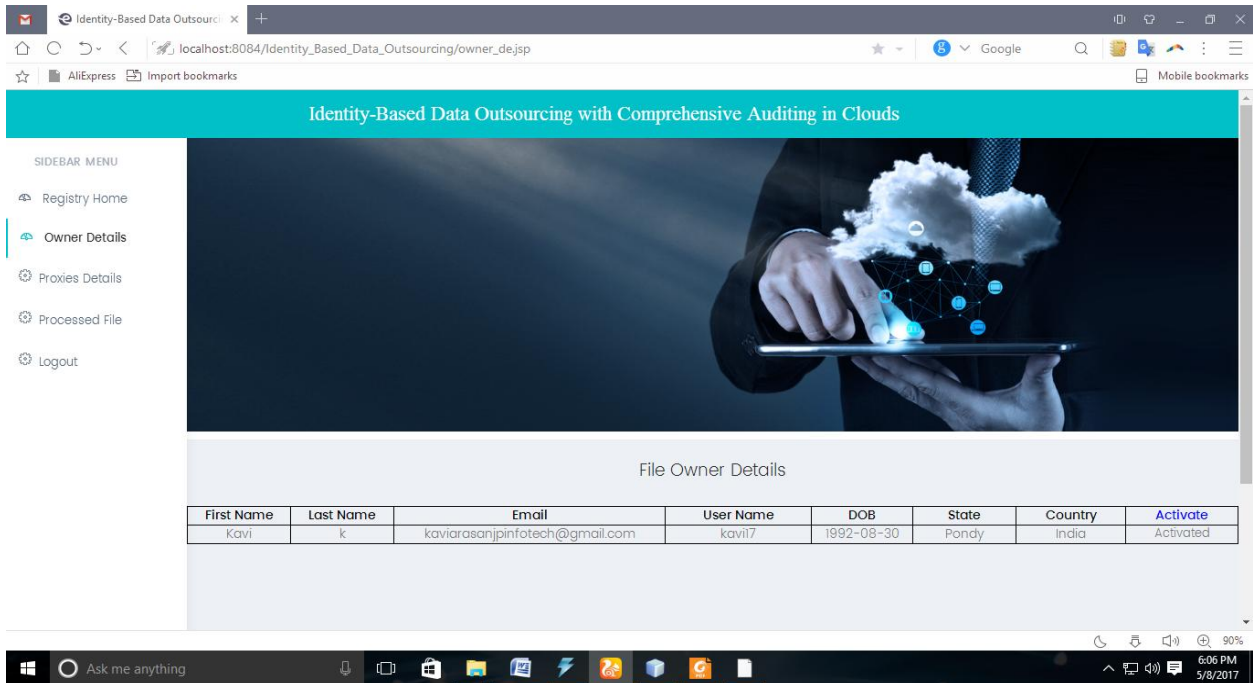 Identity-Based Data Outsourci
localhost:8084/Identity_Based_Data_Outsourcing/owner_de.jsp
Google
AliExpress Import bookmarks
Mobile bookmarks
Identity-Based Data Outsourcing with Comprehensive Auditing in Clouds
SIDEBAR MENU
Registry Home
Owner Details
Proxies Details
Processed File
Logout
File Owner Details
First Name Last Name Email User Name DOB State Country Activate
Kavi k kaviarasanjpinfotech@gmail.com kavi17 1992-08-30 Pondy India Activated
90%
Ask me anything
6:06 PM
5/8/2017